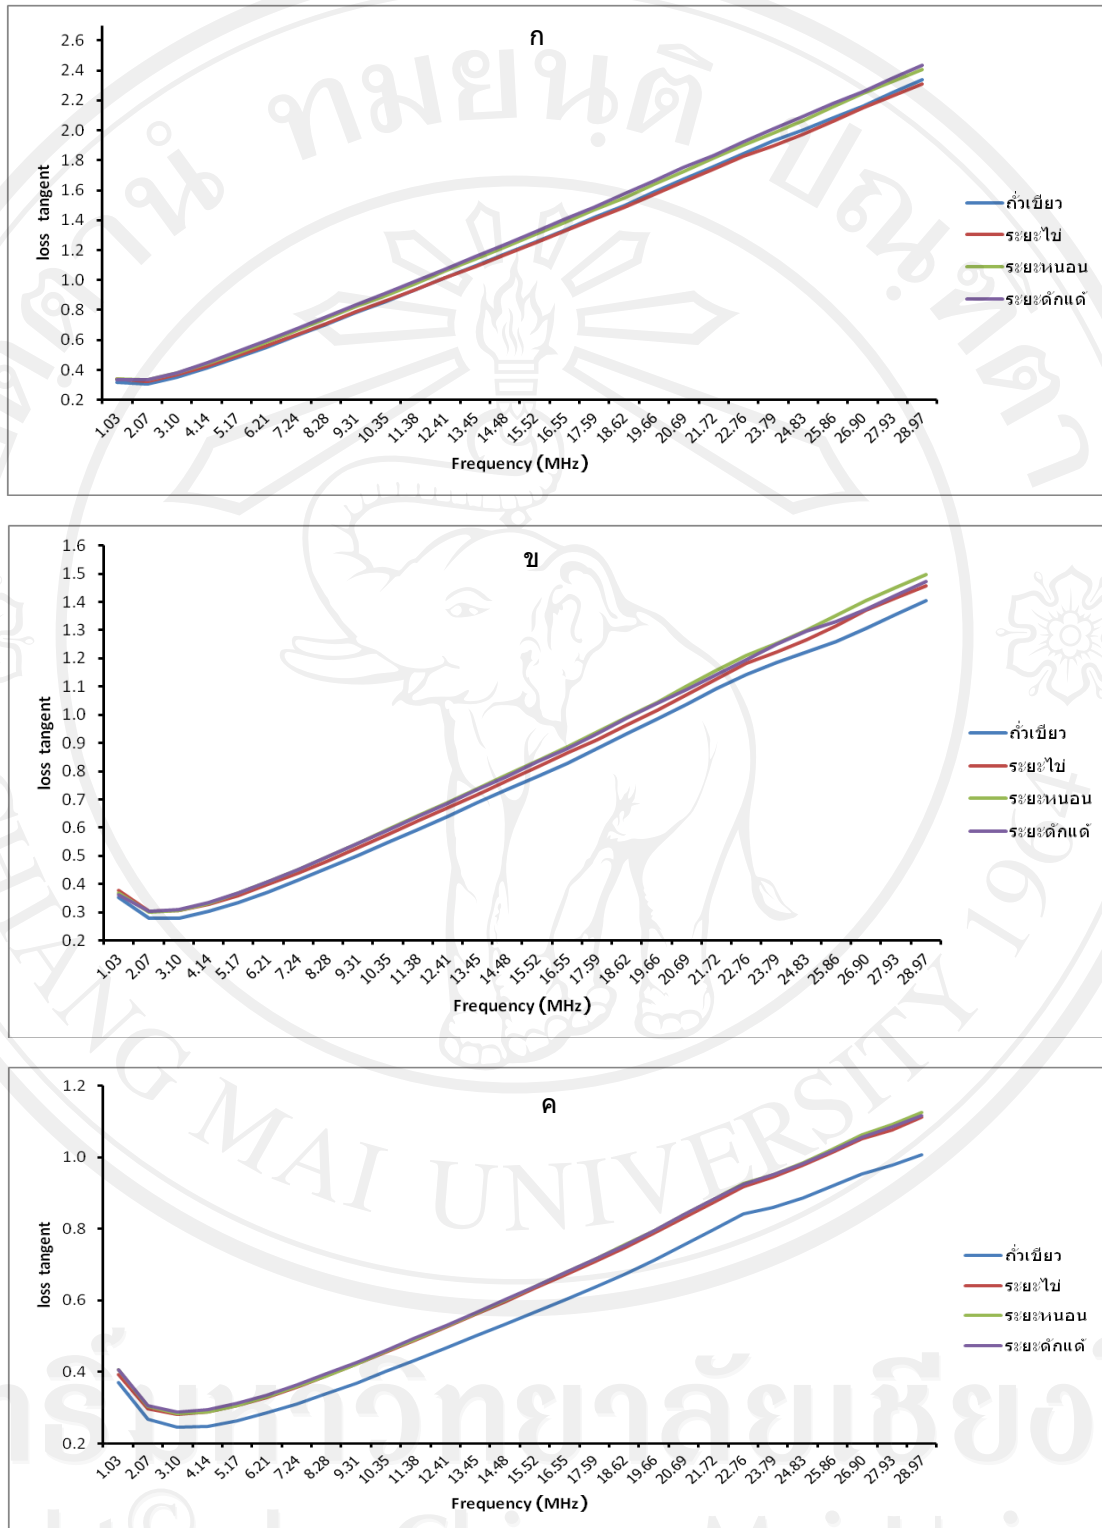 ก
2.6
2.4
2.2
2.0
1.8
1.6
1.4
1.2
1.0
0.8
0.6
0.4
0.2
loss tangent
1.03 2.07 3.10 4.14 5.17 6.21 7.24 8.28 9.31 10.35 11.38 12.41 13.45 14.48 15.52 16.55 17.59 18.62 19.66 20.69 21.72 22.76 23.79 24.83 25.86 26.90 27.93 28.97
Frequency (MHz)
ถั่วเขียว
ระยะไข่
ระยะหนอน
ระยะดักแด้
ข
1.6
1.5
1.4
1.3
1.2
1.1
1.0
0.9
0.8
0.7
0.6
0.5
0.4
0.3
0.2
loss tangent
1.03 2.07 3.10 4.14 5.17 6.21 7.24 8.28 9.31 10.35 11.38 12.41 13.45 14.48 15.52 16.55 17.59 18.62 19.66 20.69 21.72 22.76 23.79 24.83 25.86 26.90 27.93 28.97
Frequency (MHz)
ถั่วเขียว
ระยะไข่
ระยะหนอน
ระยะดักแด้
ค
1.2
1.0
0.8
0.6
0.4
0.2
loss tangent
1.03 2.07 3.10 4.14 5.17 6.21 7.24 8.28 9.31 10.35 11.38 12.41 13.45 14.48 15.52 16.55 17.59 18.62 19.66 20.69 21.72 22.76 23.79 24.83 25.86 26.90 27.93 28.97
Frequency (MHz)
ถั่วเขียว
ระยะไข่
ระยะหนอน
ระยะดักแด้
CHIANG MAI UNIVERSITY 1964